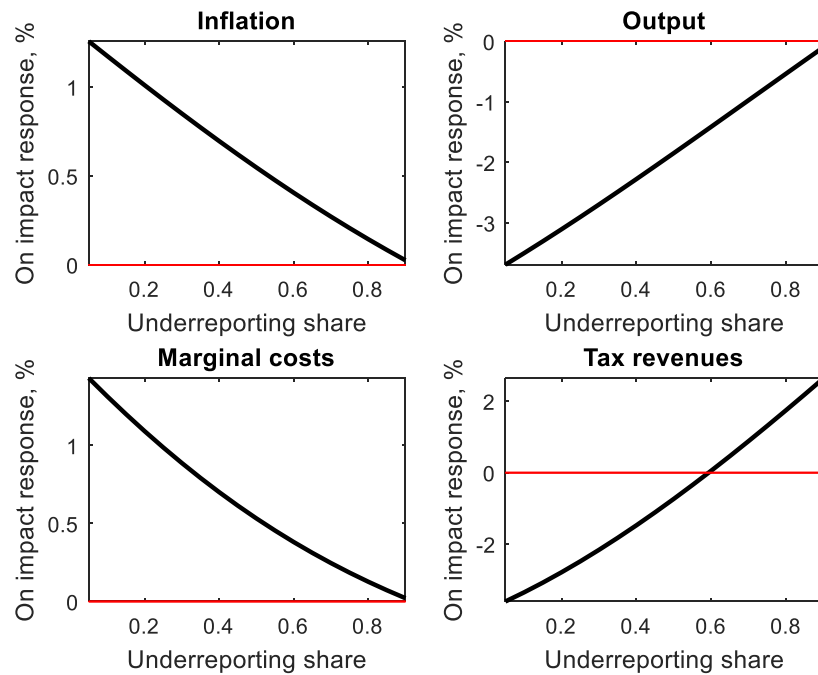 Inflation
On impact response, %
1
0.5
0
0.2 0.4 0.6 0.8
Underreporting share
Output
On impact response, %
0
-1
-2
-3
0.2 0.4 0.6 0.8
Underreporting share
Marginal costs
On impact response, %
1
0.5
0
0.2 0.4 0.6 0.8
Underreporting share
Tax revenues
On impact response, %
2
0
-2
0.2 0.4 0.6 0.8
Underreporting share